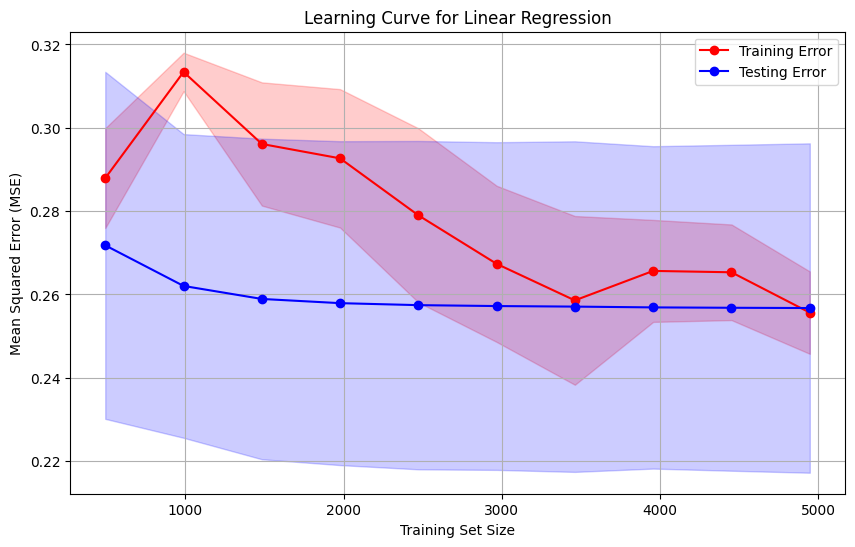 Learning Curve for Linear Regression
Training Error
Testing Error
Mean Squared Error (MSE)
0.32
0.30
0.28
0.26
0.24
0.22
1000 2000 3000 4000 5000
Training Set Size